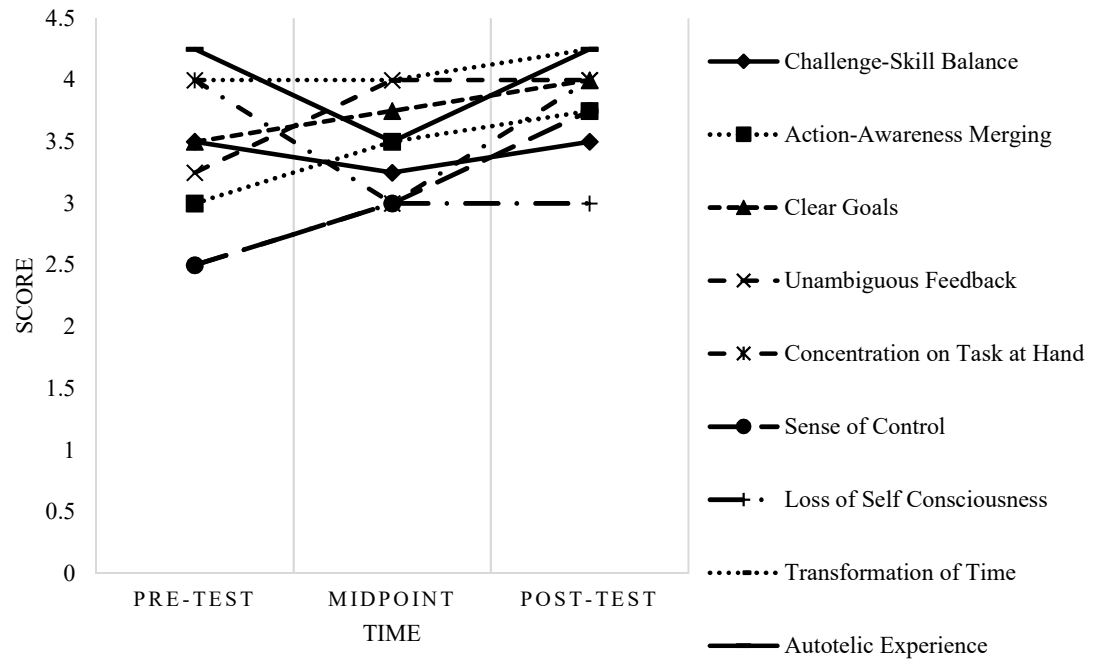 4.5
4
3.5
3
2.5
2
1.5
1
0.5
0
SCORE
PRE-TEST
MIDPOINT
POST-TEST
TIME
Challenge-Skill Balance
Action-Awareness Merging
Clear Goals
Unambiguous Feedback
Concentration on Task at Hand
Sense of Control
Loss of Self Consciousness
Transformation of Time
Autotelic Experience